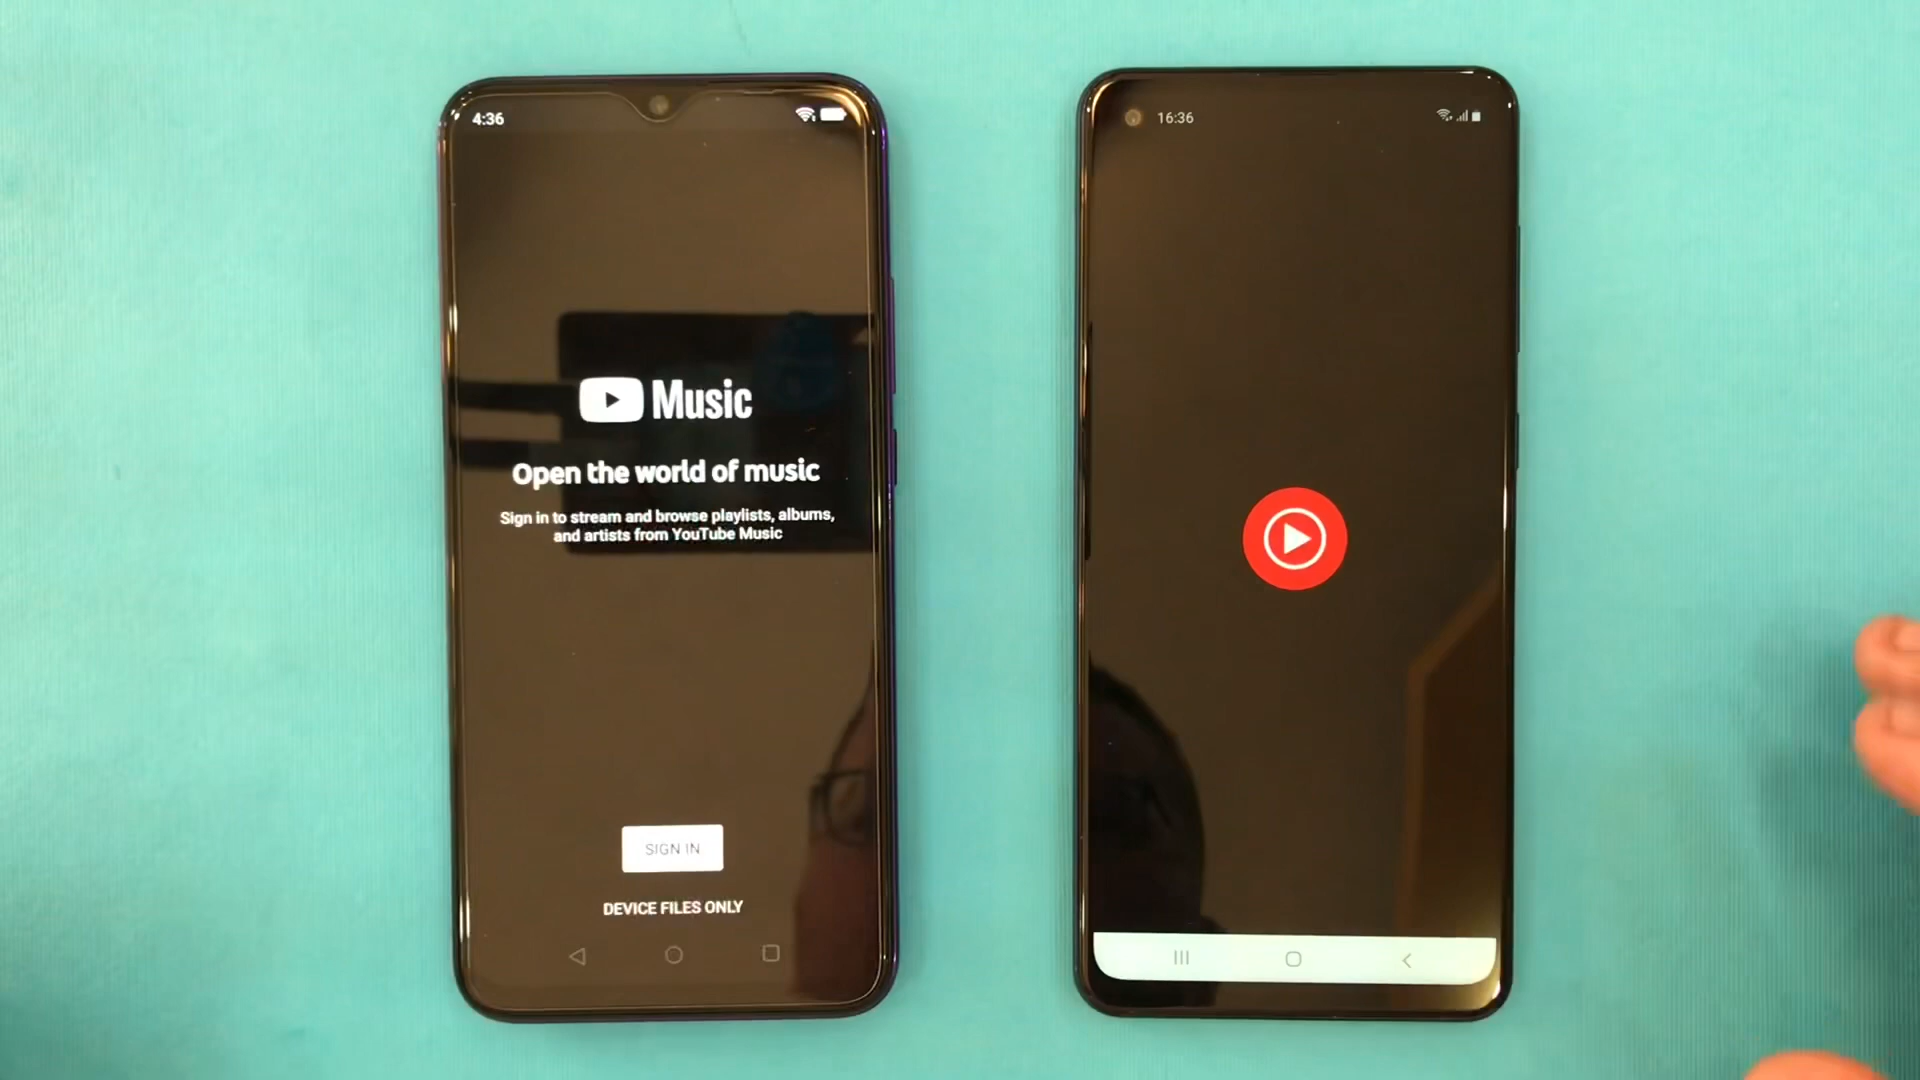 4:36
Music
Open the world of music
Sign in to stream and browse playlists, albums,
and artists from YouTube Music
SIGN IN
DEVICE FILES ONLY
16:36